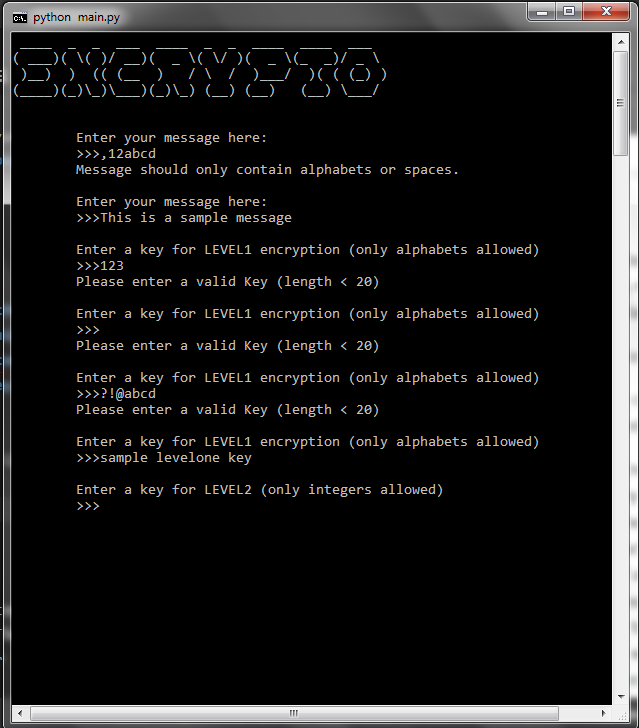 python main.py
ENCRYPTO
Enter your message here:
>>>,12abcd
Message should only contain alphabets or spaces.
Enter your message here:
>>>This is a sample message
Enter a key for LEVEL1 encryption (only alphabets allowed)
>>>123
Please enter a valid Key (length < 20)
Enter a key for LEVEL1 encryption (only alphabets allowed)
>>>
Please enter a valid Key (length < 20)
Enter a key for LEVEL1 encryption (only alphabets allowed)
>>>?!@abcd
Please enter a valid Key (length < 20)
Enter a key for LEVEL1 encryption (only alphabets allowed)
>>>sample levelone key
Enter a key for LEVEL2 (only integers allowed)
>>>